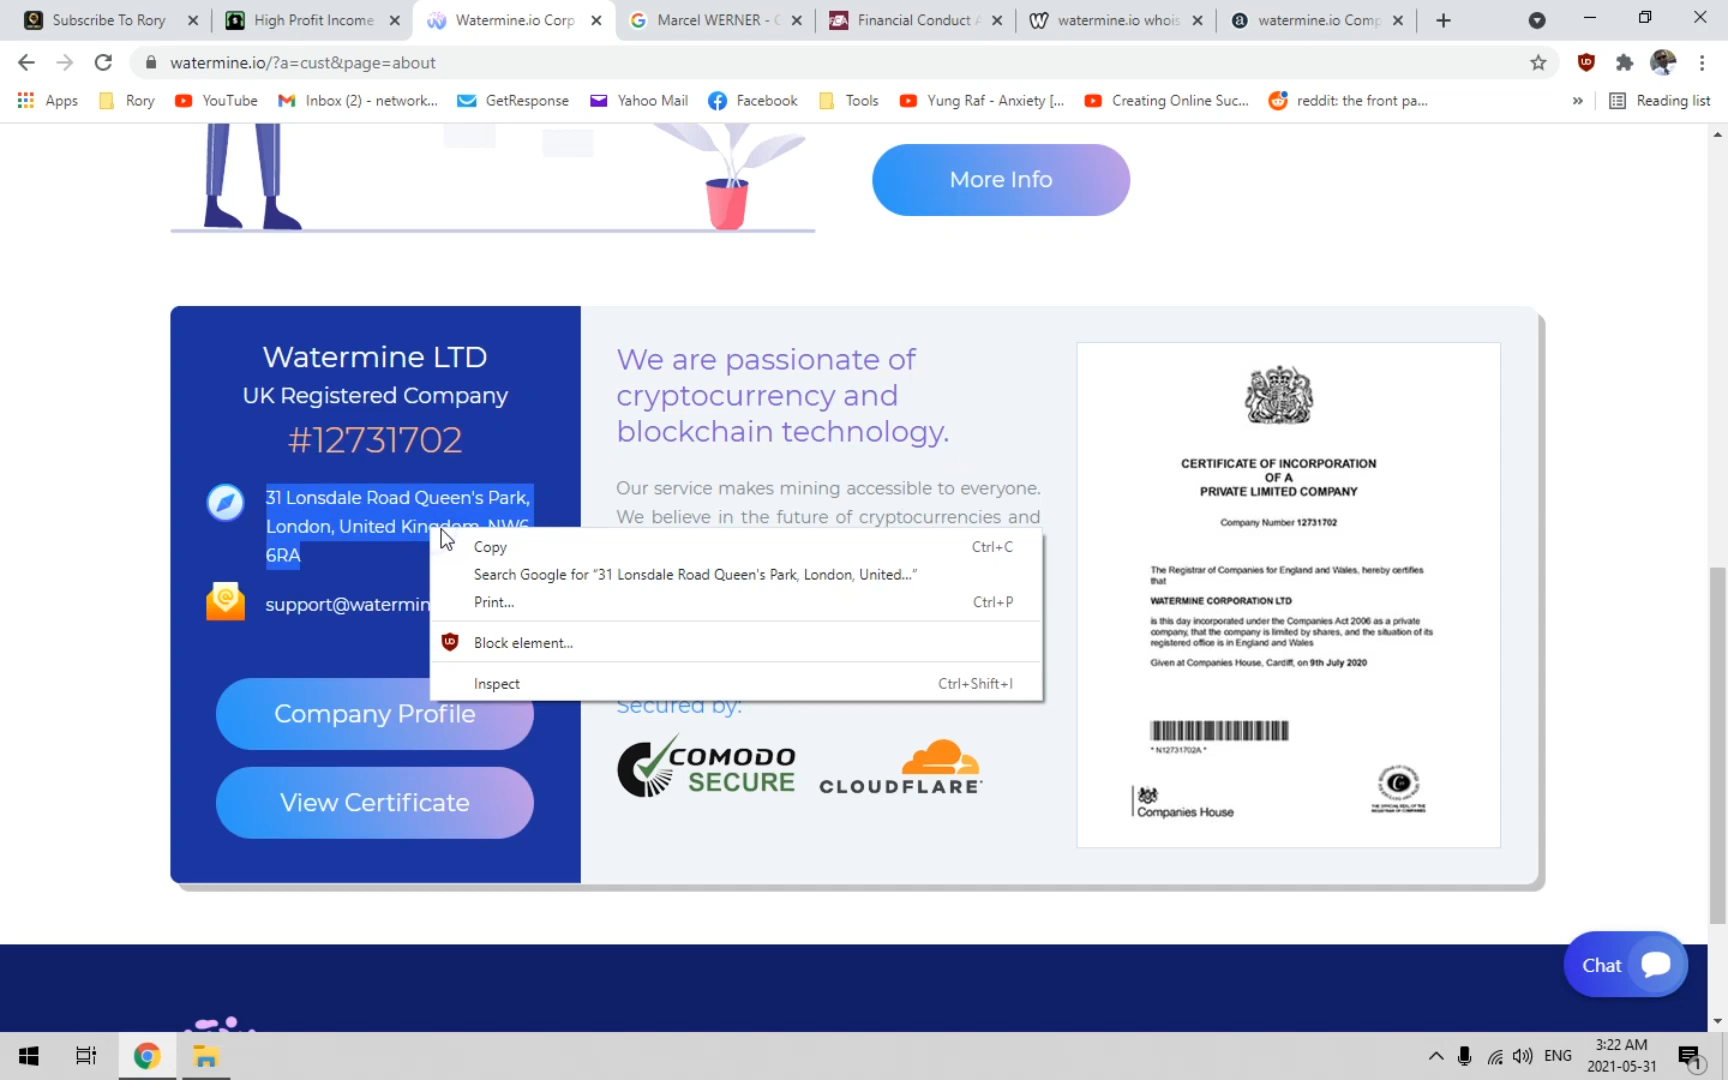 Subscribe To Rory
High Profit Income
Watermine.io Corp
Marcel WERNER - G
Financial Conduct A
watermine.io whois
watermine.io Comp
watermine.io/?a=cust&page=about
Apps
Rory
YouTube
Inbox (2) - network...
GetResponse
Yahoo Mail
Facebook
Tools
Yung Raf - Anxiety [...
Creating Online Suc...
reddit: the front pa...
»
Reading list
More Info
Watermine LTD
UK Registered Company
#12731702
31 Lonsdale Road Queen's Park,
London, United Kingdom, NW6
6RA
support@watermin
Company Profile
View Certificate
We are passionate of
cryptocurrency and
blockchain technology.
Our service makes mining accessible to everyone.
We believe in the future of cryptocurrencies and
Copy Ctrl+C
Search Google for “31 Lonsdale Road Queen's Park, London, United...”
Print... Ctrl+P
Block element...
Inspect Ctrl+Shift+I
Secured by:
COMODO
SECURE
CLOUDFLARE
CERTIFICATE OF INCORPORATION
OF A
PRIVATE LIMITED COMPANY
Company Number 12731702
The Registrar of Companies for England and Wales, hereby certifies
that
WATERMINE CORPORATION LTD
is this day incorporated under the Companies Act 2006 as a private
company, that the company is limited by shares, and the situation of its
registered office is in England and Wales
Given at Companies House, Cardiff, on 9th July 2020
* N12731702A *
Companies House
THE OFFICIAL SEAL OF THE
REGISTRAR OF COMPANIES
Chat
ENG
3:22 AM
2021-05-31
1